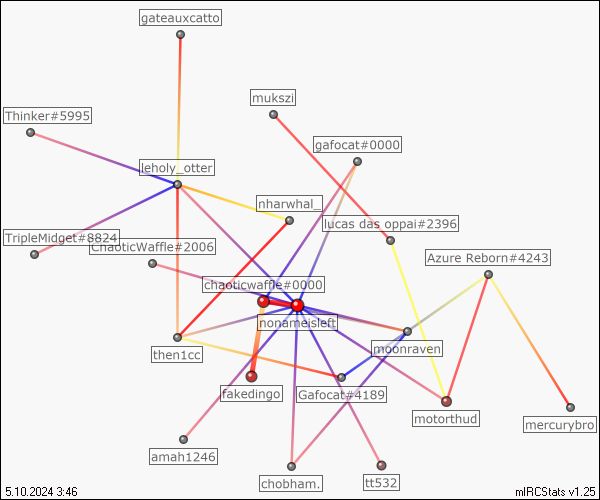 gateauxcatto
mukszi
Thinker#5995
gafocat#0000
leholy_otter
nharwhal_
lucas das oppai#2396
TripleMidget#8824
ChaoticWaffle#2006
Azure Reborn#4243
chaoticwaffle#0000
nonameisleft
moonraven
then1cc
fakedingo
Gafocat#4189
motorthud
mercurybro
amah1246
chobham.
tt532
5.10.2024 3:46
mIRCStats v1.25